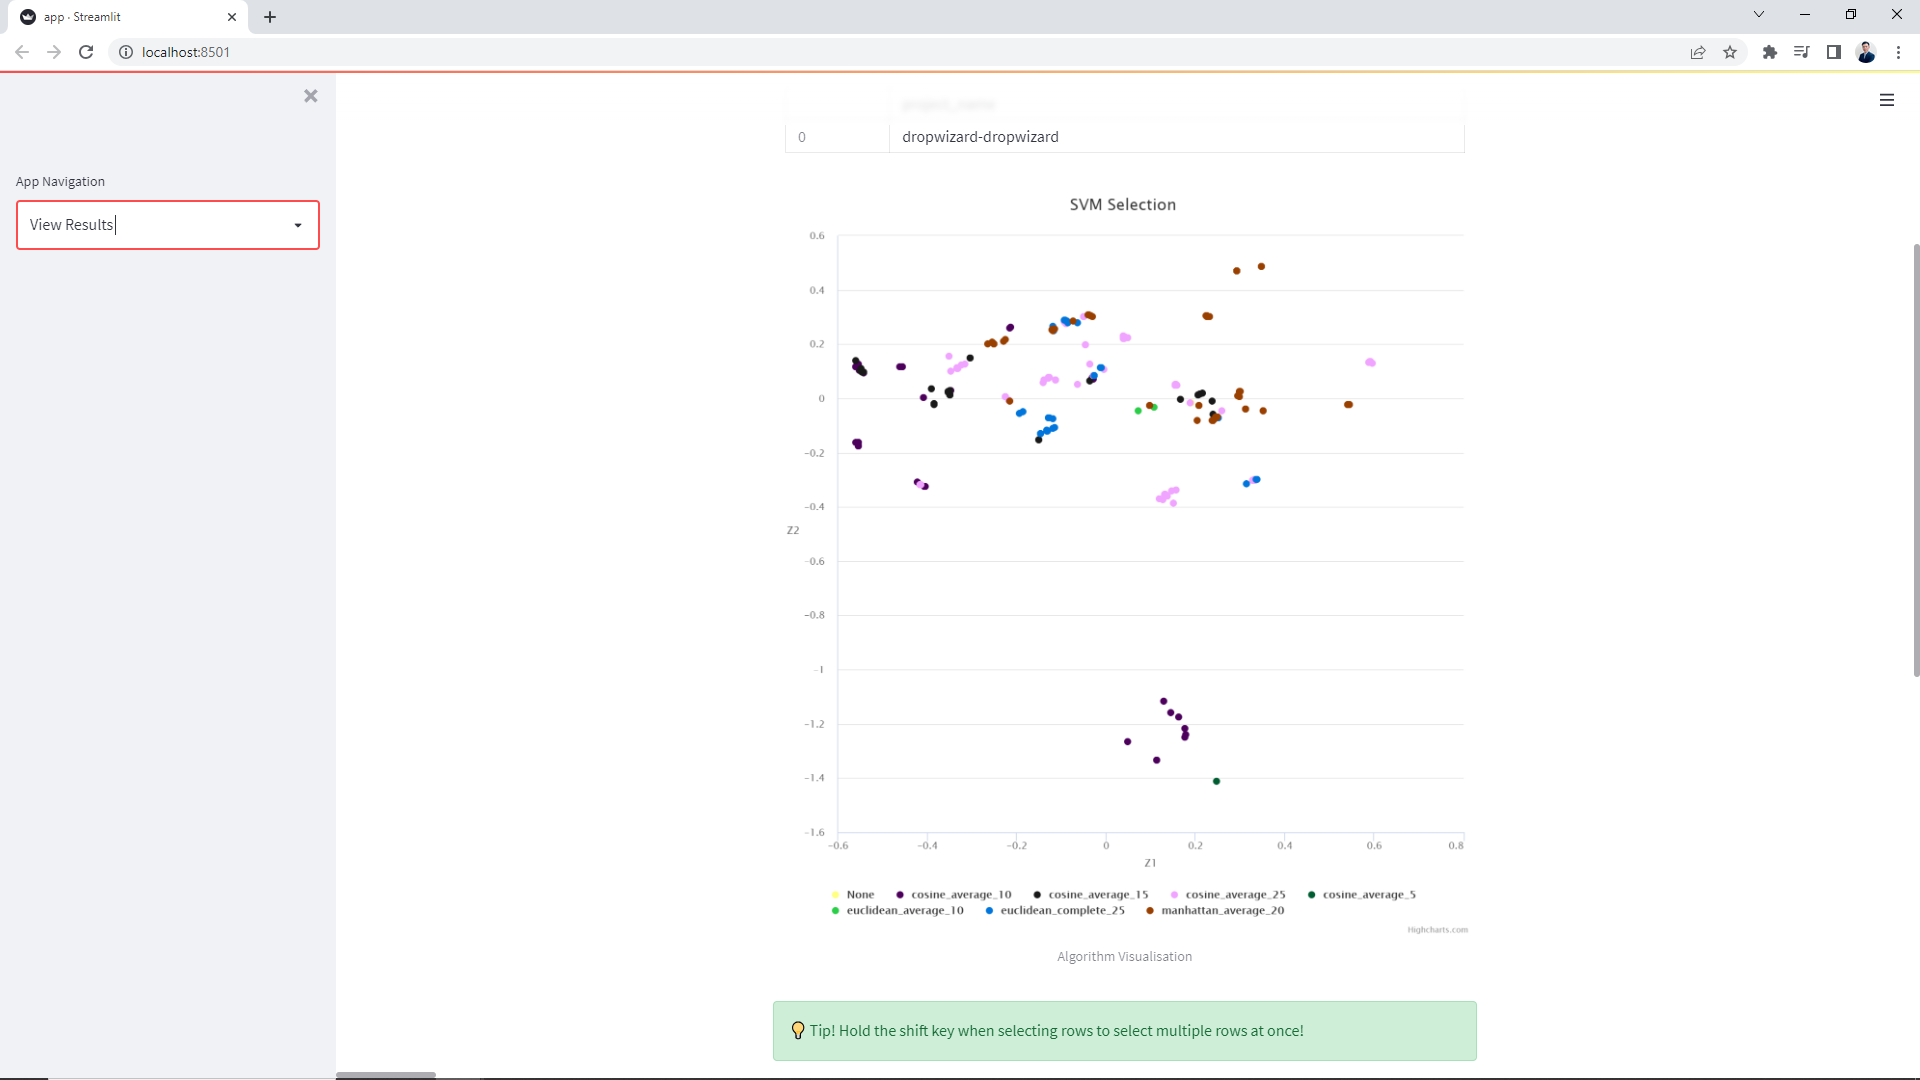 app · Streamlit
localhost:8501
App Navigation
View Results
project_name
0 dropwizard-dropwizard
SVM Selection
0.6
0.4
0.2
0
−0.2
−0.4
Z2
−0.6
−0.8
−1
−1.2
−1.4
−1.6
−0.6 −0.4 −0.2 0 0.2 0.4 0.6 0.8
Z1
None cosine_average_10 cosine_average_15 cosine_average_25 cosine_average_5
euclidean_average_10 euclidean_complete_25 manhattan_average_20
Highcharts.com
Algorithm Visualisation
Tip! Hold the shift key when selecting rows to select multiple rows at once!